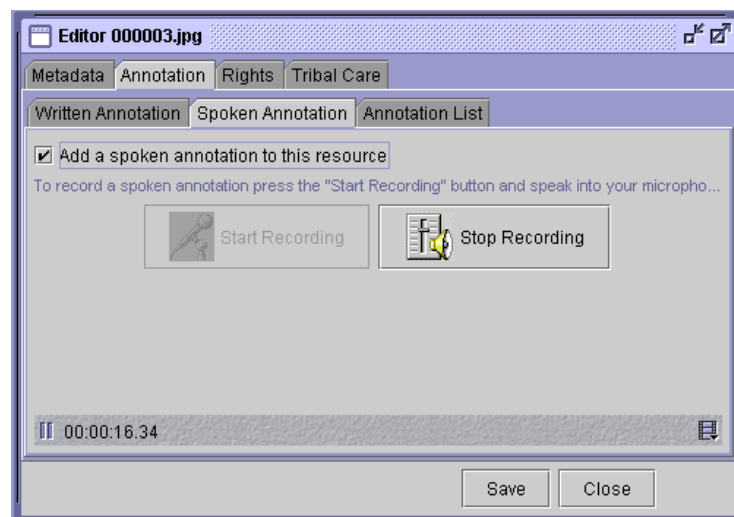 Editor 000003.jpg
Metadata Annotation Rights Tribal Care
Written Annotation Spoken Annotation Annotation List
Add a spoken annotation to this resource
To record a spoken annotation press the "Start Recording" button and speak into your micropho...
Start Recording Stop Recording
00:00:16.34
Save Close